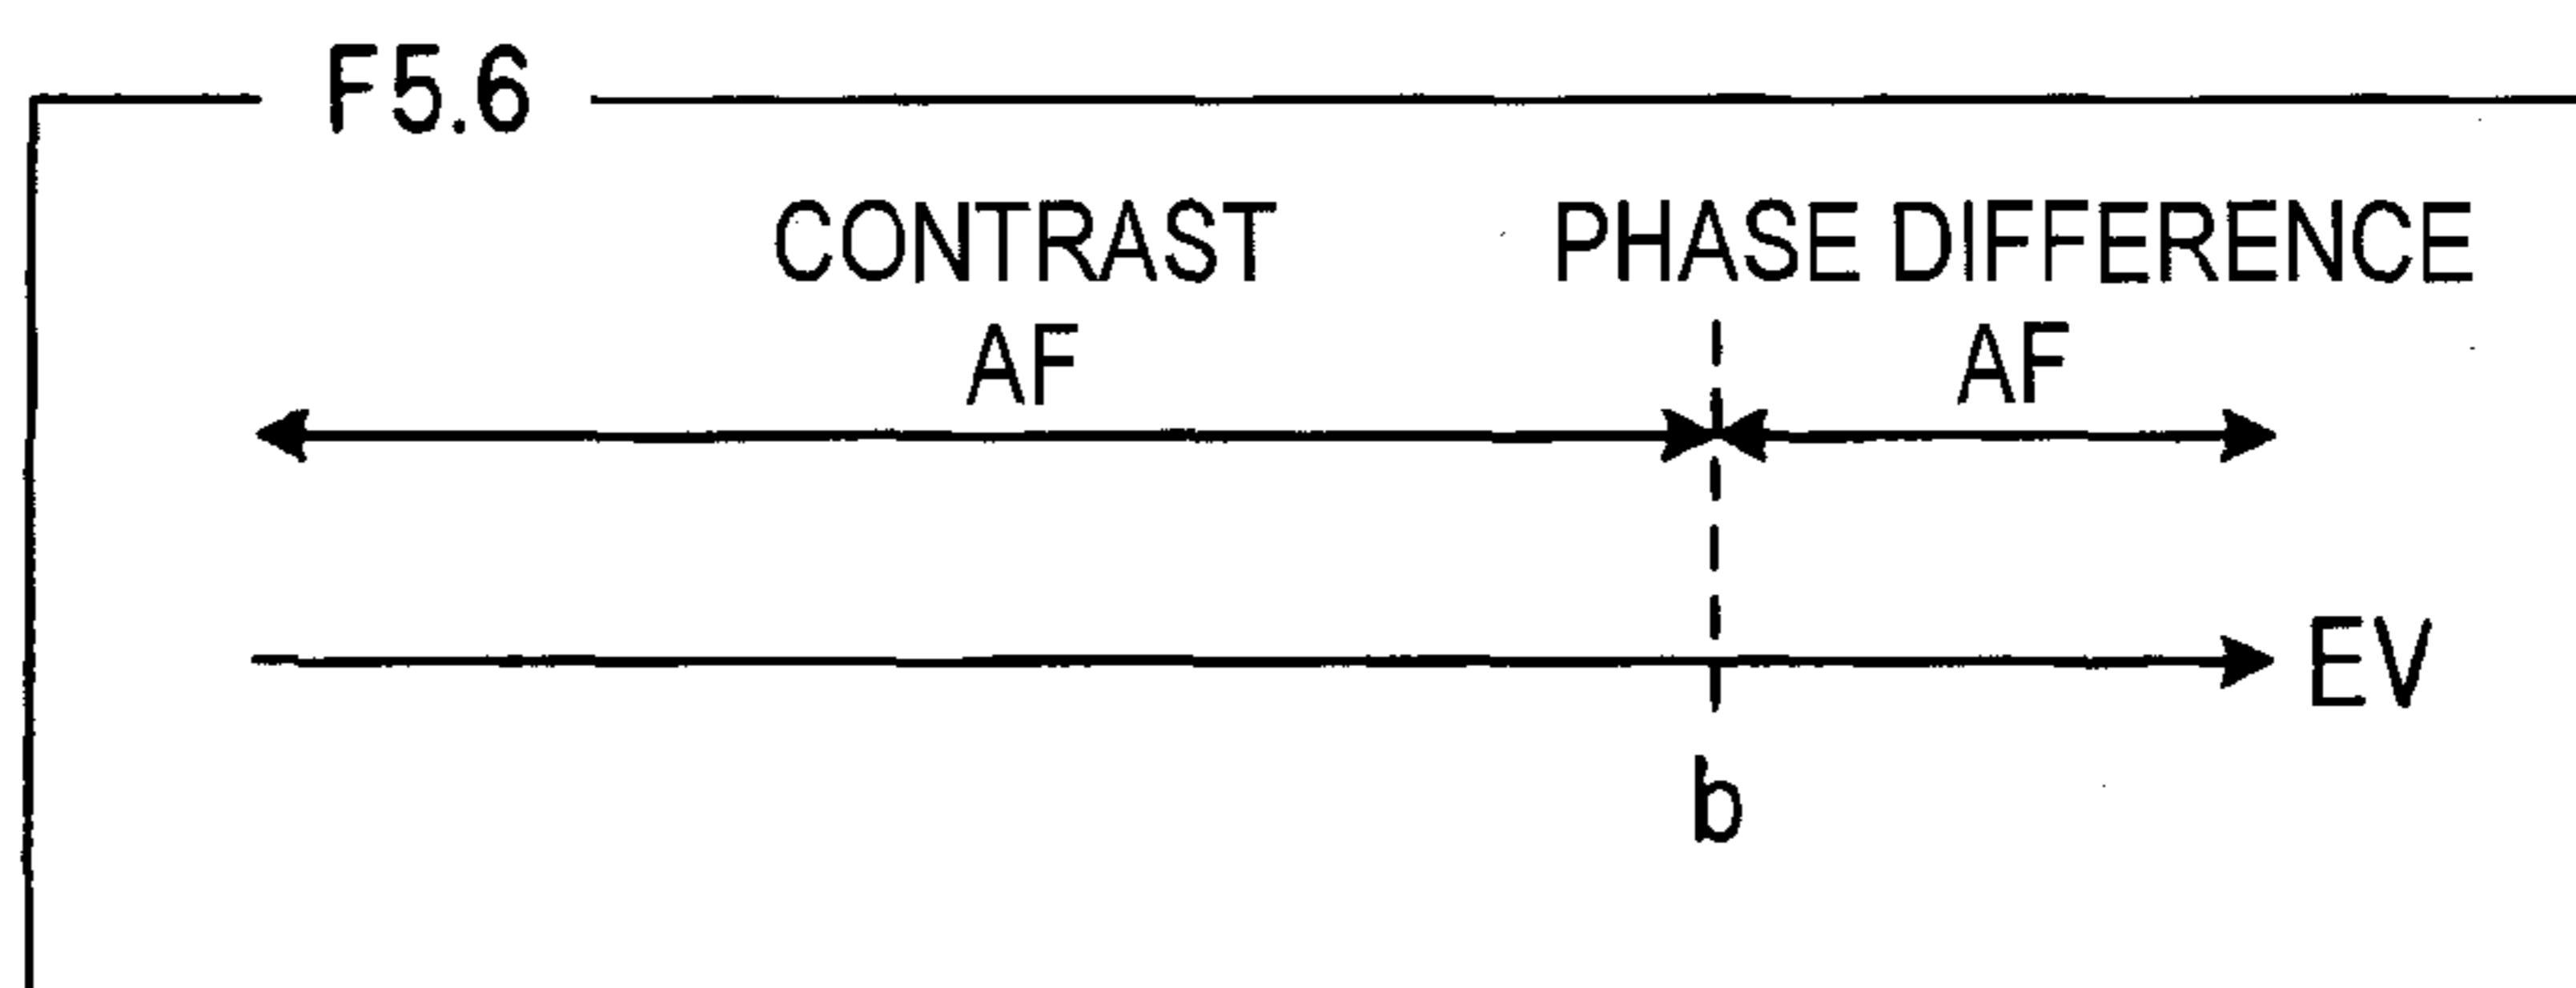 F5.6
CONTRAST AF
PHASE DIFFERENCE AF
EV
b